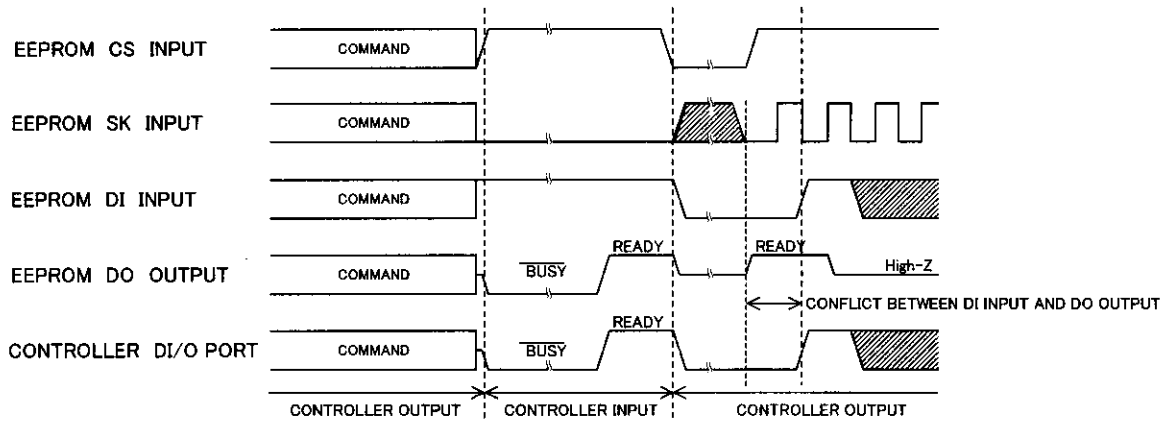 EEPROM CS INPUT COMMAND
EEPROM SK INPUT COMMAND
EEPROM DI INPUT COMMAND
EEPROM DO OUTPUT COMMAND BUSY READY READY High-Z
CONFLICT BETWEEN DI INPUT AND DO OUTPUT
CONTROLLER DI/O PORT COMMAND BUSY READY
CONTROLLER OUTPUT CONTROLLER INPUT CONTROLLER OUTPUT